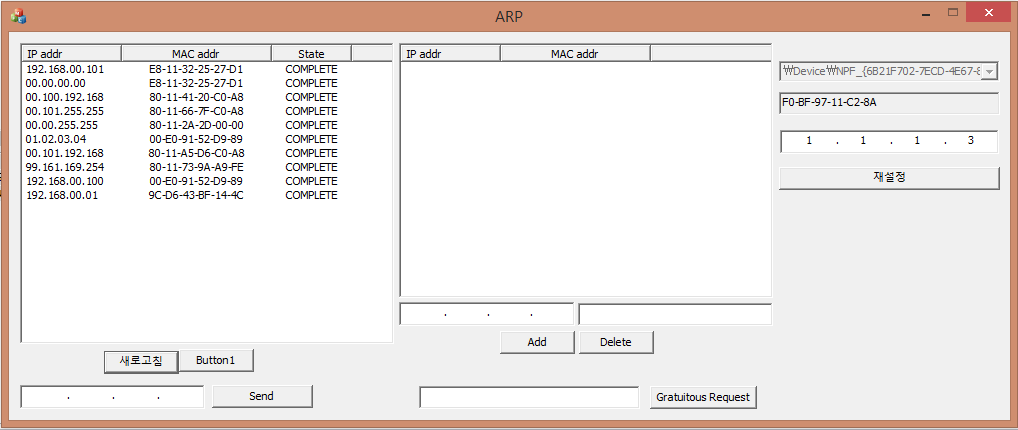 ARP
IP addr MAC addr State
192.168.00.101 E8-11-32-25-27-D1 COMPLETE
00.00.00.00 E8-11-32-25-27-D1 COMPLETE
00.100.192.168 80-11-41-20-C0-A8 COMPLETE
00.101.255.255 80-11-66-7F-C0-A8 COMPLETE
00.00.255.255 80-11-2A-2D-00-00 COMPLETE
01.02.03.04 00-E0-91-52-D9-89 COMPLETE
00.101.192.168 80-11-A5-D6-C0-A8 COMPLETE
99.161.169.254 80-11-73-9A-A9-FE COMPLETE
192.168.00.100 00-E0-91-52-D9-89 COMPLETE
192.168.00.01 9C-D6-43-BF-14-4C COMPLETE
새로고침 Button1
. . . Send
IP addr MAC addr
. . .
Add Delete
Gratuitous Request
₩Device₩NPF_{6B21F702-7ECD-4E67-8
F0-BF-97-11-C2-8A
1 . 1 . 1 . 3
재설정